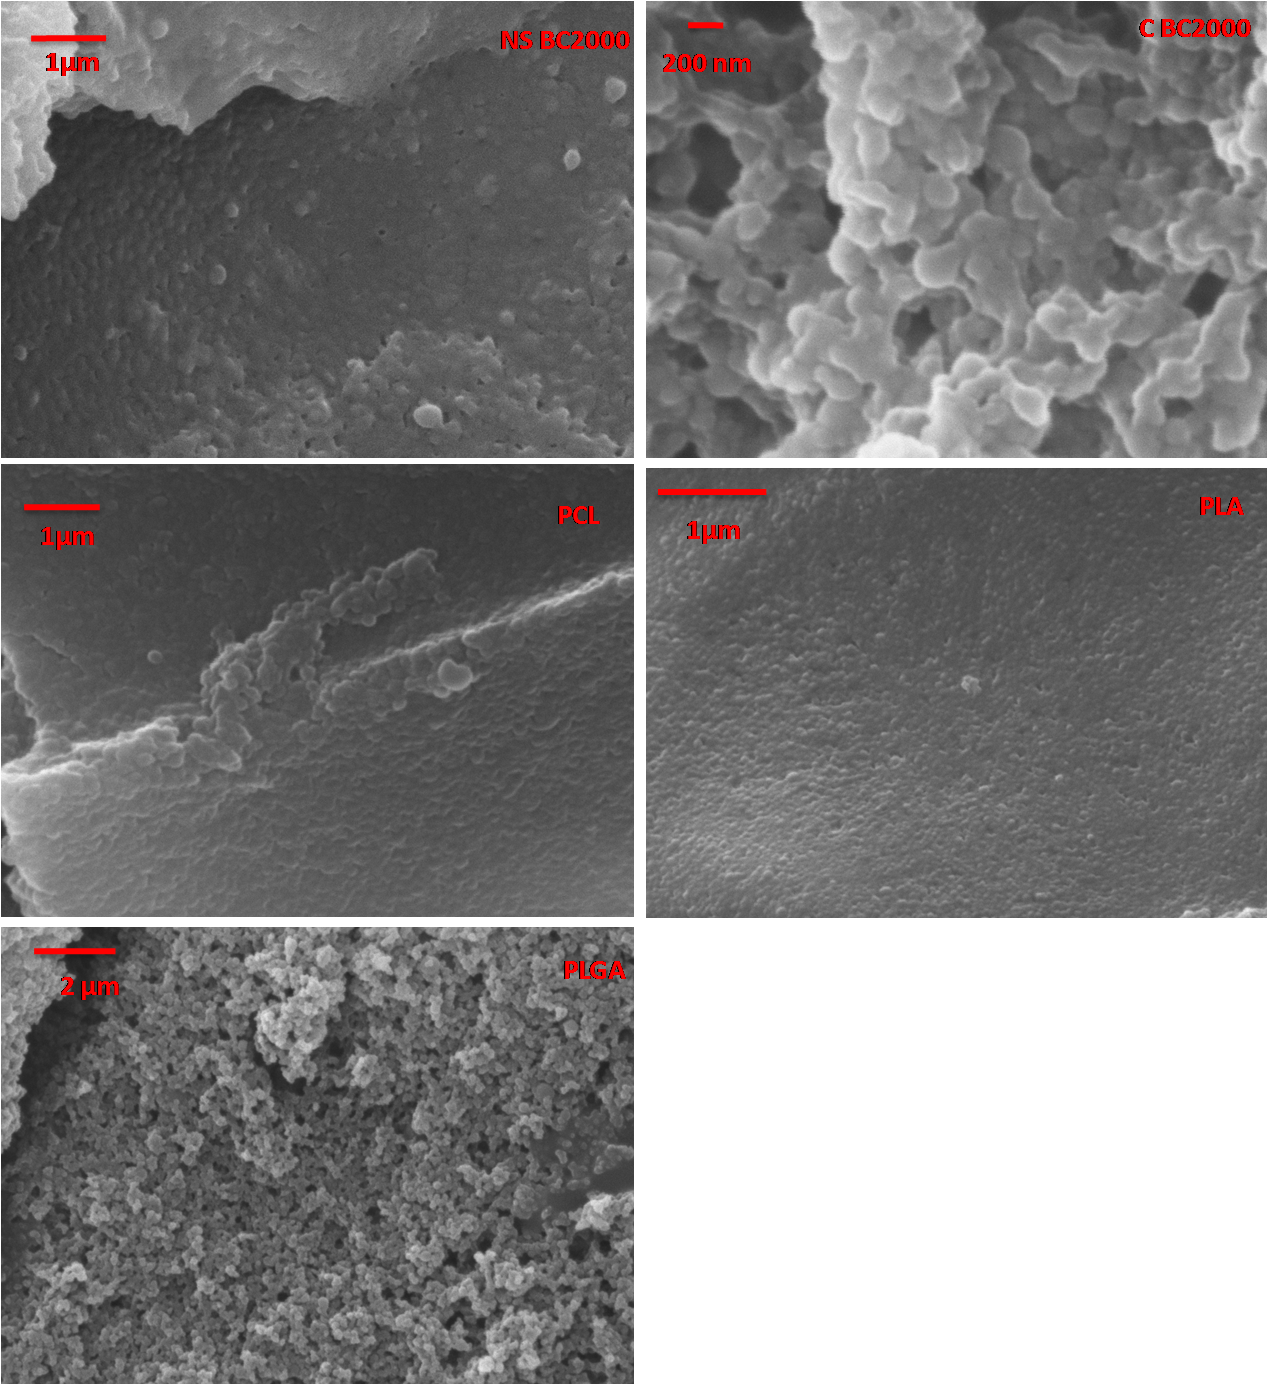 NS BC2000
1µm
C BC2000
200 nm
PCL
1µm
PLA
1µm
PLGA
2 µm